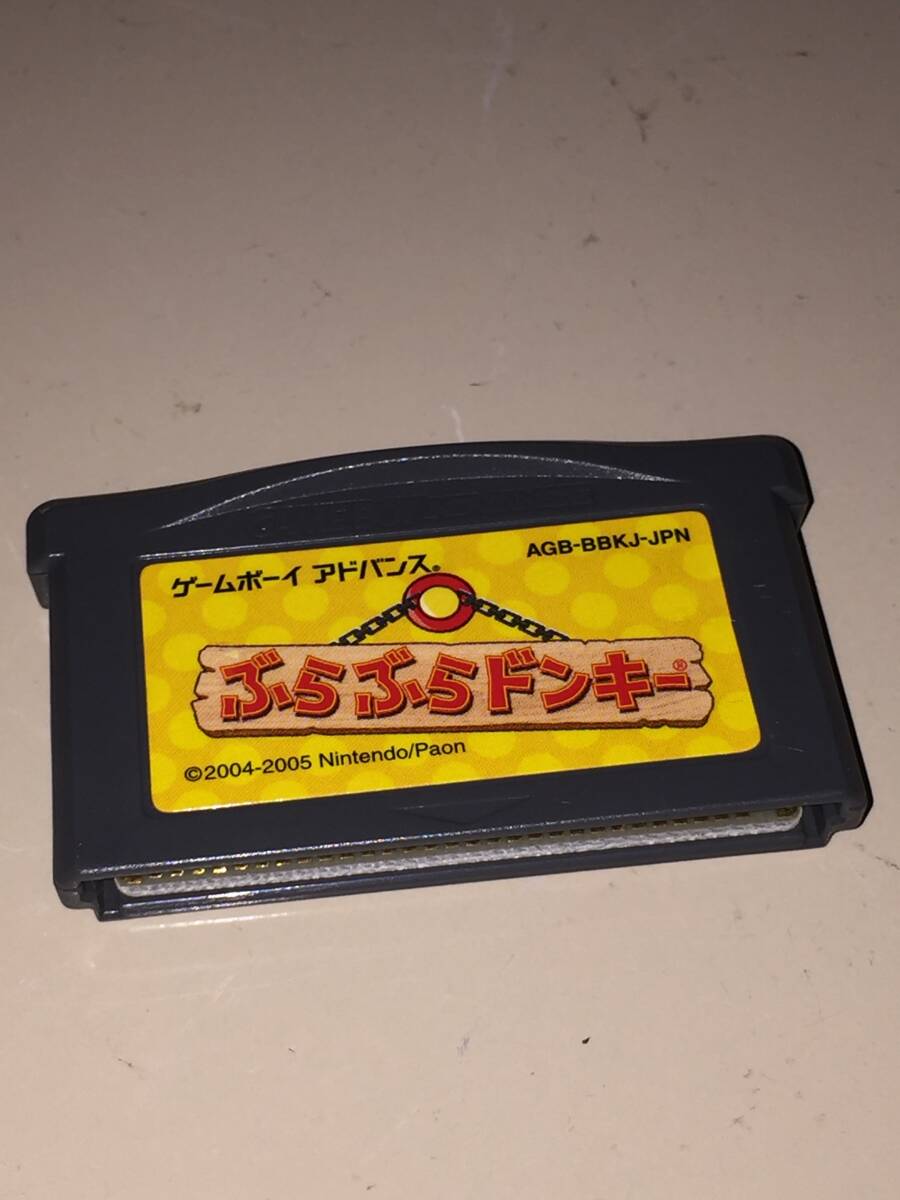 ゲームボーイ アドバンス®
AGB-BBKJ-JPN
ぶらぶらドンキー®
©2004-2005 Nintendo/Paon